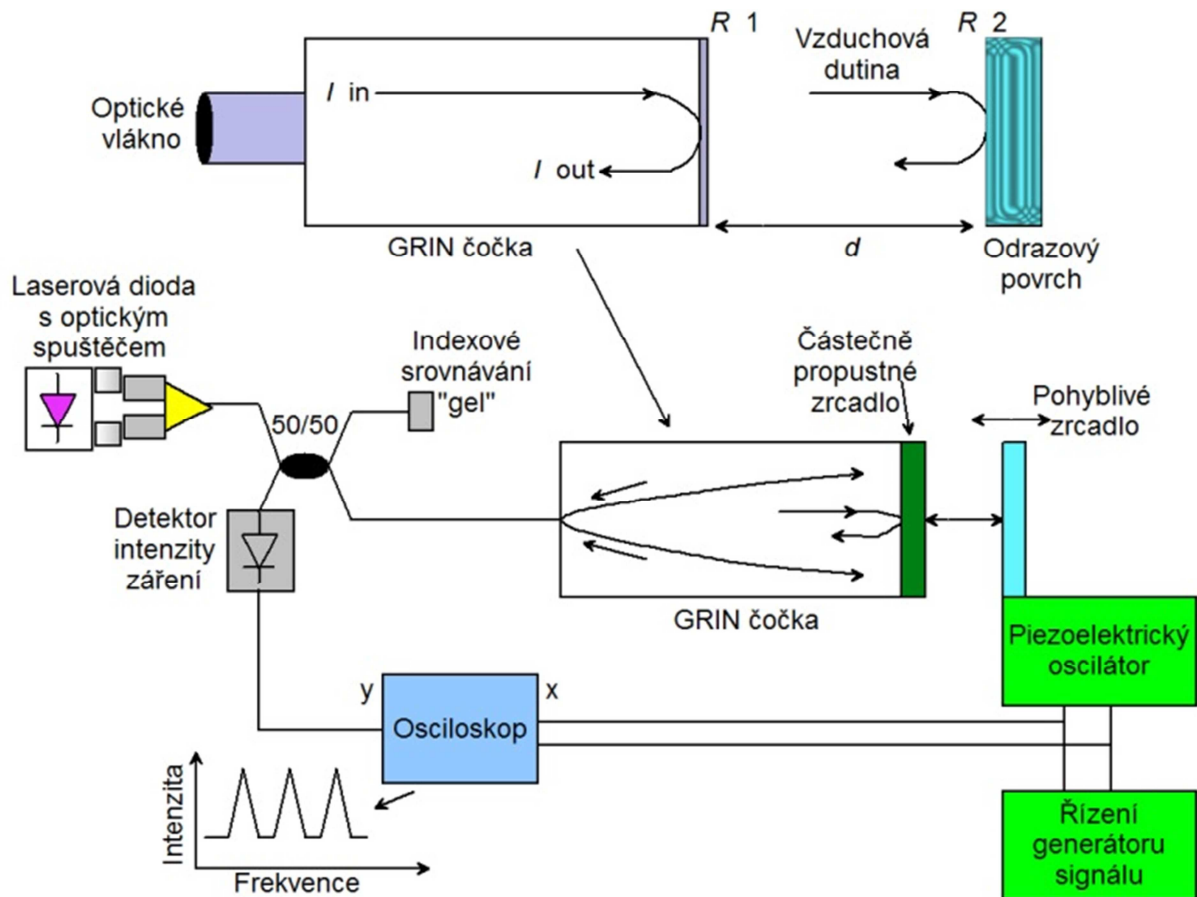 R 1
R 2
Vzduchová
dutina
Optické
vlákno
I in
I out
GRIN čočka
d
Odrazový
povrch
Laserová dioda
s optickým
spuštěčem
Indexové
srovnávání
"gel"
Částečně
propustné
zrcadlo
Pohyblivé
zrcadlo
50/50
Detektor
intenzity
záření
GRIN čočka
Piezoelektrický
oscilátor
y
x
Osciloskop
Intenzita
Frekvence
Řízení
generátoru
signálu